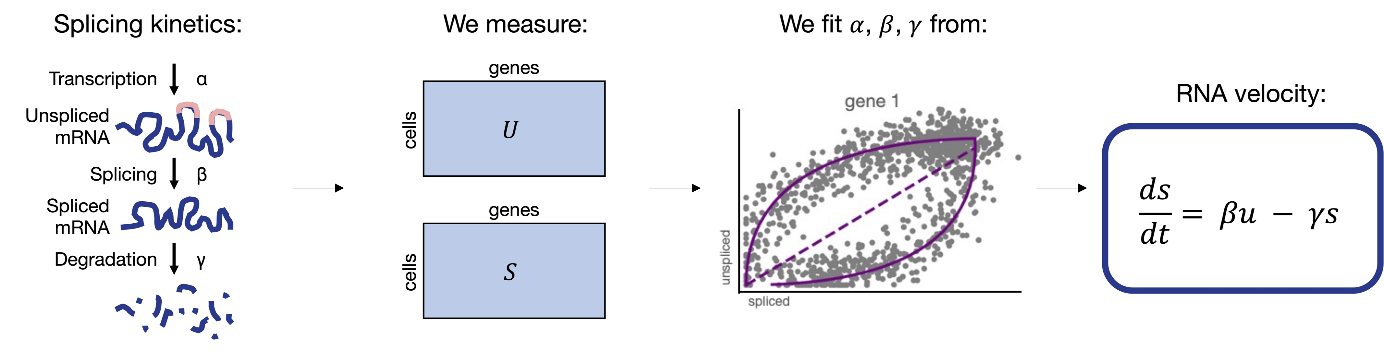 Splicing kinetics:
Transcription α
Unspliced
mRNA
Splicing β
Spliced
mRNA
Degradation γ
We measure:
genes
cells
U
genes
cells
S
We fit α, β, γ from:
gene 1
unspliced
spliced
RNA velocity:
ds/dt = βu − γs